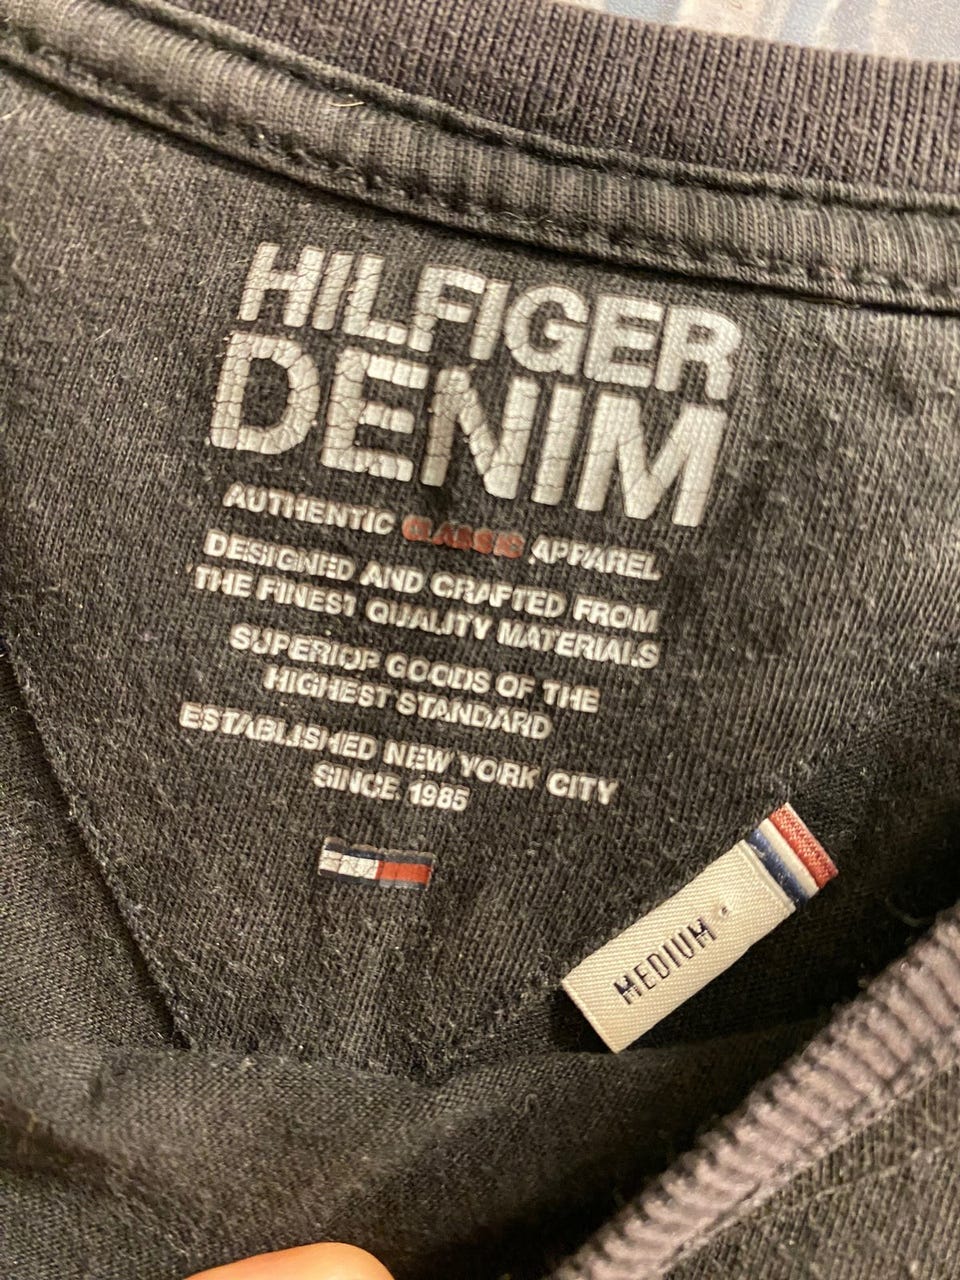 HILFIGER
DENIM
AUTHENTIC CLASSIC APPAREL
DESIGNED AND CRAFTED FROM
THE FINEST QUALITY MATERIALS
SUPERIOR GOODS OF THE
HIGHEST STANDARD
ESTABLISHED NEW YORK CITY
SINCE 1985
MEDIUM